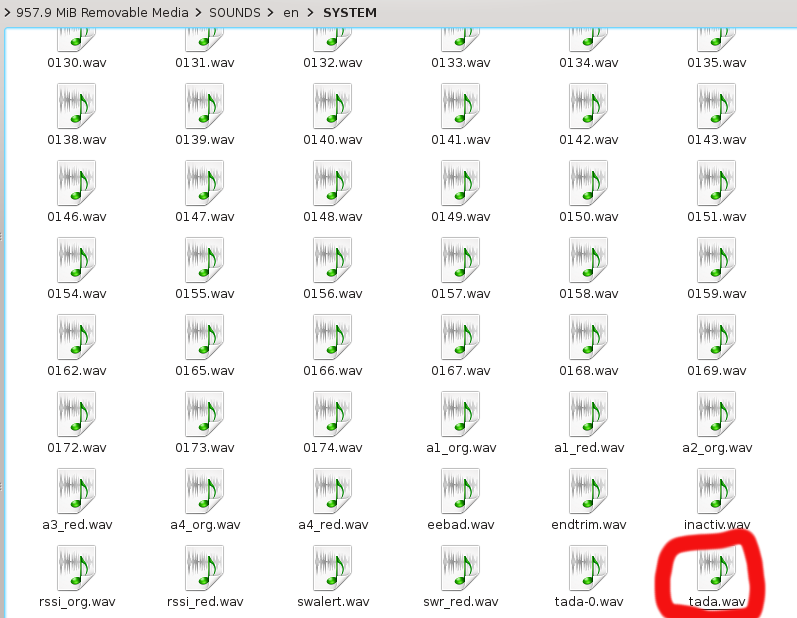 957.9 MiB Removable Media > SOUNDS > en > SYSTEM
0130.wav 0131.wav 0132.wav 0133.wav 0134.wav 0135.wav
0138.wav 0139.wav 0140.wav 0141.wav 0142.wav 0143.wav
0146.wav 0147.wav 0148.wav 0149.wav 0150.wav 0151.wav
0154.wav 0155.wav 0156.wav 0157.wav 0158.wav 0159.wav
0162.wav 0165.wav 0166.wav 0167.wav 0168.wav 0169.wav
0172.wav 0173.wav 0174.wav a1_org.wav a1_red.wav a2_org.wav
a3_red.wav a4_org.wav a4_red.wav eebad.wav endtrim.wav inactiv.wav
rssi_org.wav rssi_red.wav swalert.wav swr_red.wav tada-0.wav tada.wav